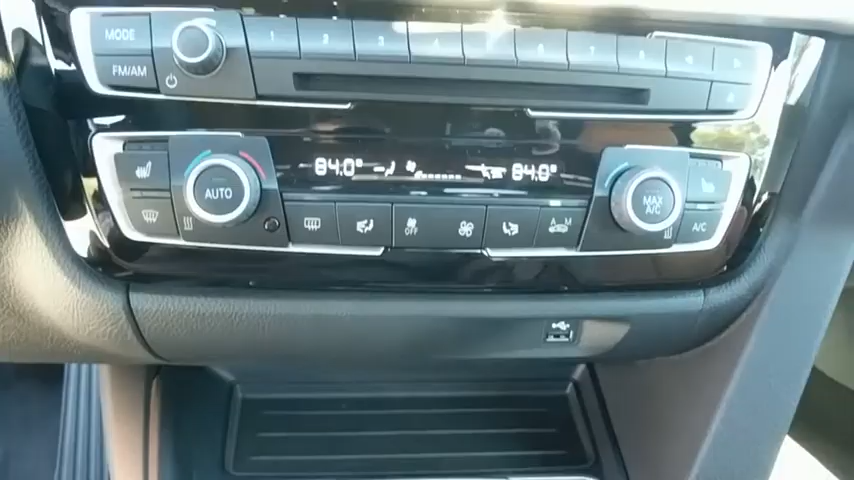 MODE
1 2 3 4 5 6 7 8
FM/AM
84.0° 84.0°
AUTO
MAX A/C
OFF
A M
A/C